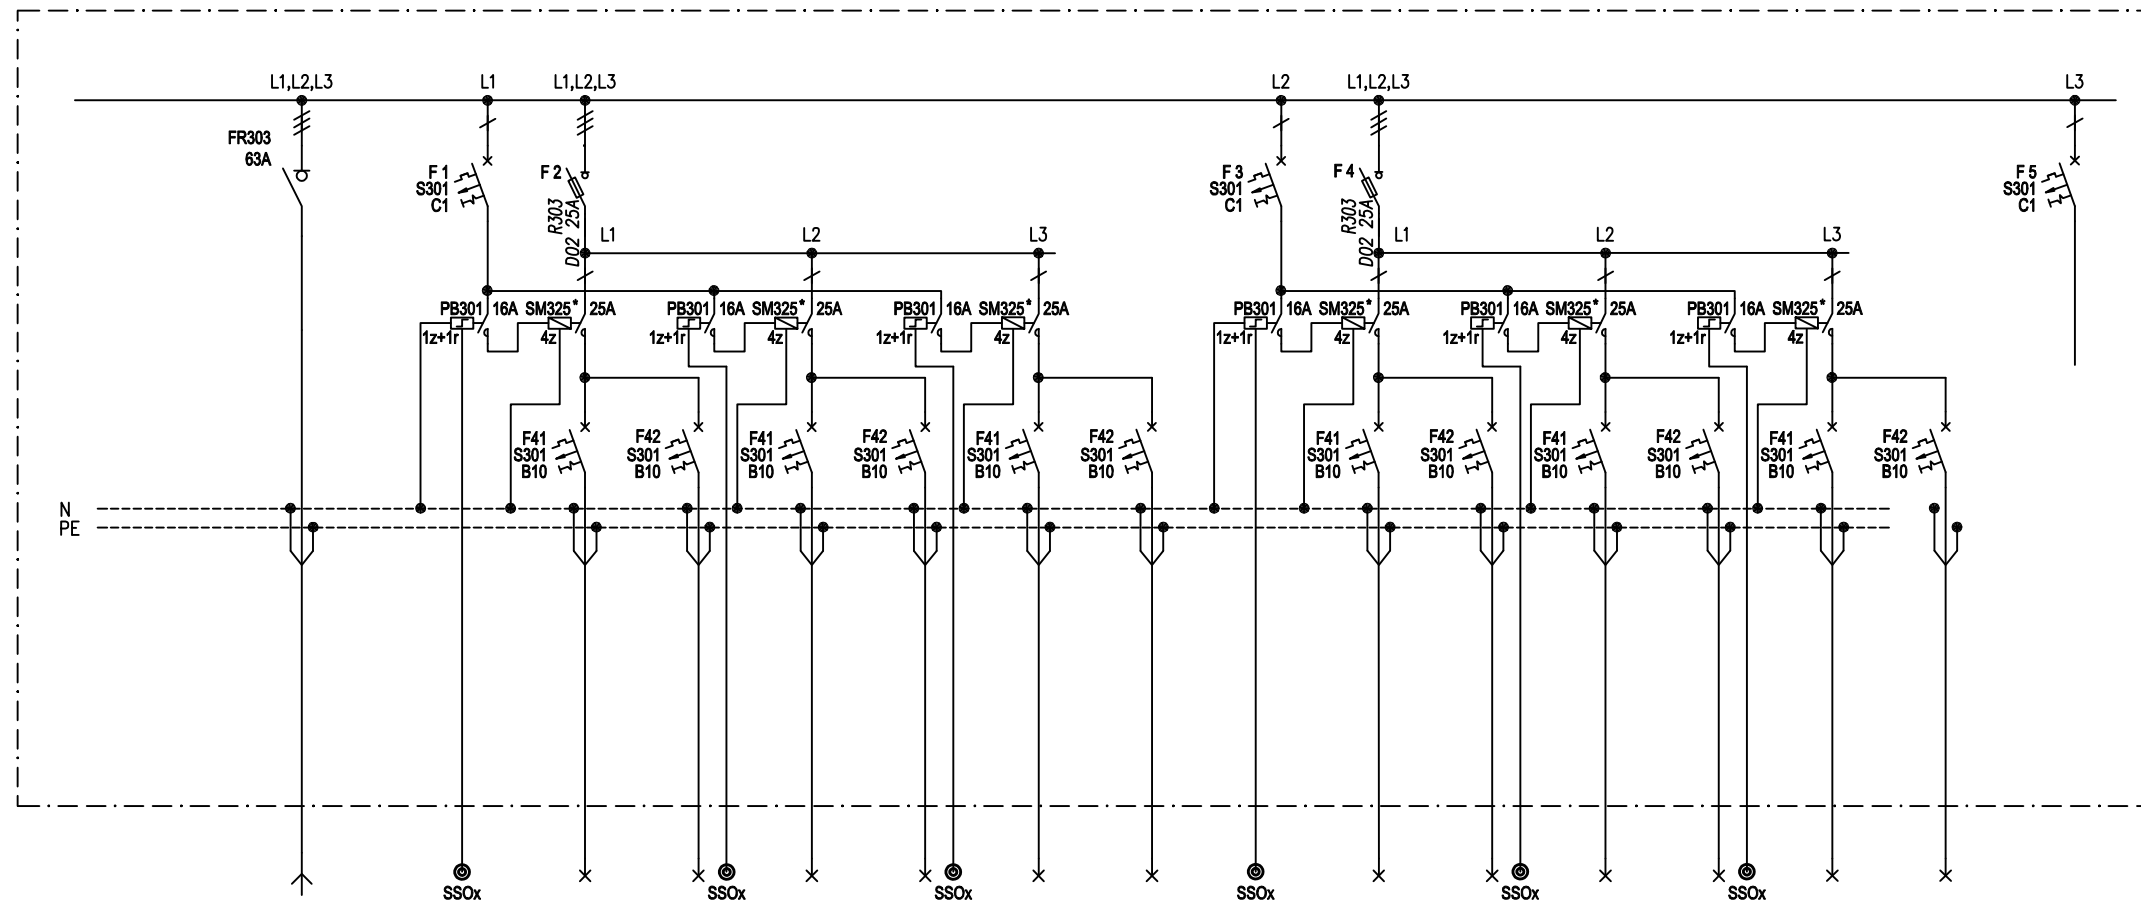 L1,L2,L3
L1
L1,L2,L3
L2
L1,L2,L3
L3
FR303
63A
F 1
S301
C1
F 2
R303
D02 25A
F 3
S301
C1
F 4
R303
D02 25A
F 5
S301
C1
L1
L2
L3
L1
L2
L3
PB301
16A
SM325*
25A
PB301
16A
SM325*
25A
PB301
16A
SM325*
25A
PB301
16A
SM325*
25A
PB301
16A
SM325*
25A
PB301
16A
SM325*
25A
1z+1r
4z
1z+1r
4z
1z+1r
4z
1z+1r
4z
1z+1r
4z
1z+1r
4z
F41
S301
B10
F42
S301
B10
F41
S301
B10
F42
S301
B10
F41
S301
B10
F42
S301
B10
F41
S301
B10
F42
S301
B10
F41
S301
B10
F42
S301
B10
F41
S301
B10
F42
S301
B10
N
PE
SSOx
SSOx
SSOx
SSOx
SSOx
SSOx